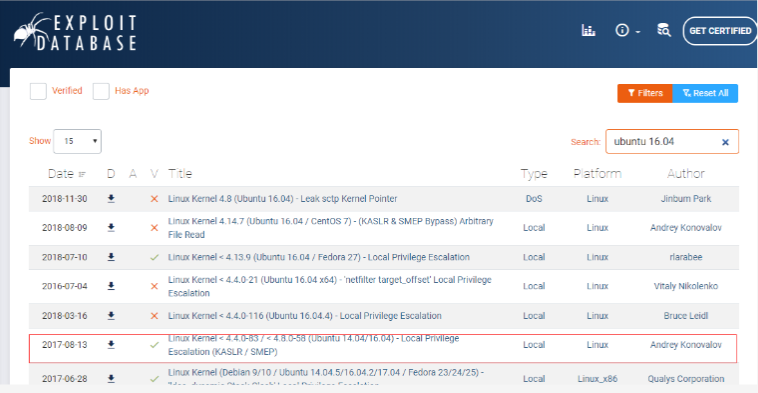 EXPLOIT
DATABASE
GET CERTIFIED
Verified Has App
Filters Reset All
Show 15
Search: ubuntu 16.04
Date D A V Title Type Platform Author
2018-11-30 Linux Kernel 4.8 (Ubuntu 16.04) - Leak sctp Kernel Pointer DoS Linux Jinbum Park
2018-08-09 Linux Kernel 4.14.7 (Ubuntu 16.04 / CentOS 7) - (KASLR & SMEP Bypass) Arbitrary
File Read Local Linux Andrey Konovalov
2018-07-10 Linux Kernel < 4.13.9 (Ubuntu 16.04 / Fedora 27) - Local Privilege Escalation Local Linux rlarabee
2016-07-04 Linux Kernel < 4.4.0-21 (Ubuntu 16.04 x64) - 'netfilter target_offset' Local Privilege
Escalation Local Linux Vitaly Nikolenko
2018-03-16 Linux Kernel < 4.4.0-116 (Ubuntu 16.04.4) - Local Privilege Escalation Local Linux Bruce Leidl
2017-08-13 Linux Kernel < 4.4.0-83 / < 4.8.0-58 (Ubuntu 14.04/16.04) - Local Privilege
Escalation (KASLR / SMEP) Local Linux Andrey Konovalov
2017-06-28 Linux Kernel (Debian 9/10 / Ubuntu 14.04.5/16.04.2/17.04 / Fedora 23/24/25) - Local Linux_x86 Qualys Corporation